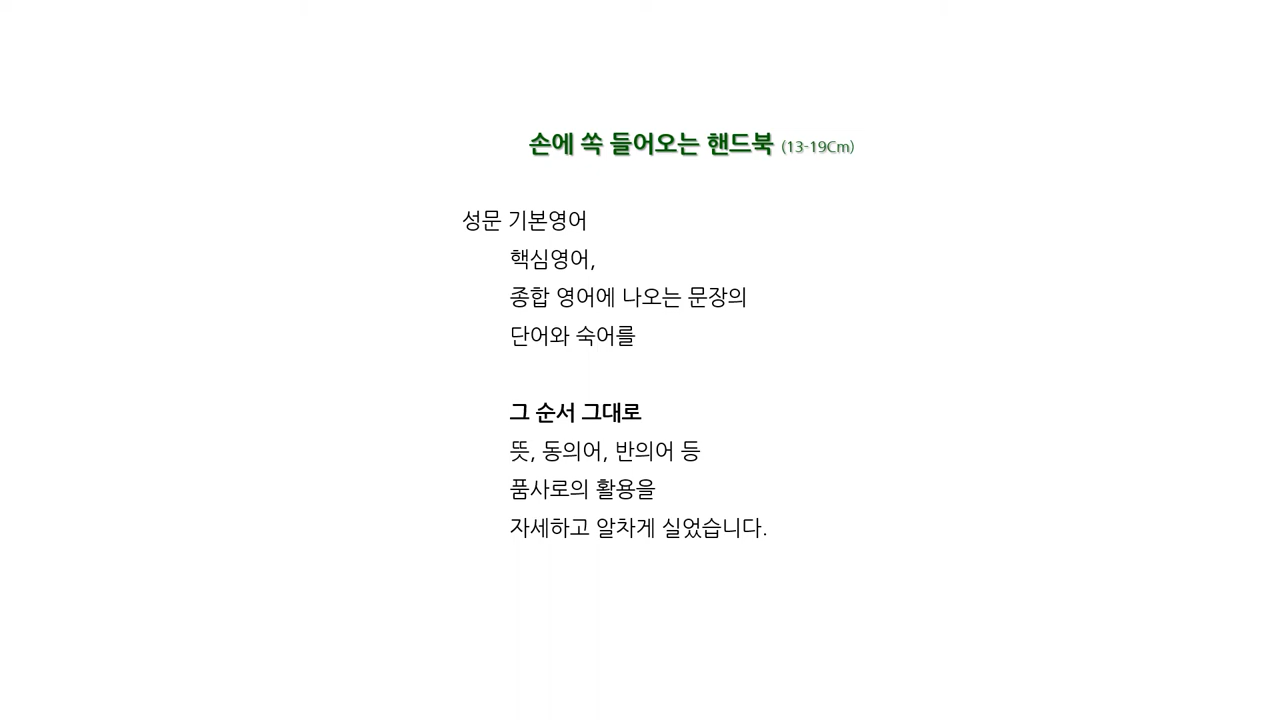 손에 쏙 들어오는 핸드북 (13-19Cm)
성문 기본영어
핵심영어,
종합 영어에 나오는 문장의
단어와 숙어를
그 순서 그대로
뜻, 동의어, 반의어 등
품사로의 활용을
자세하고 알차게 실었습니다.